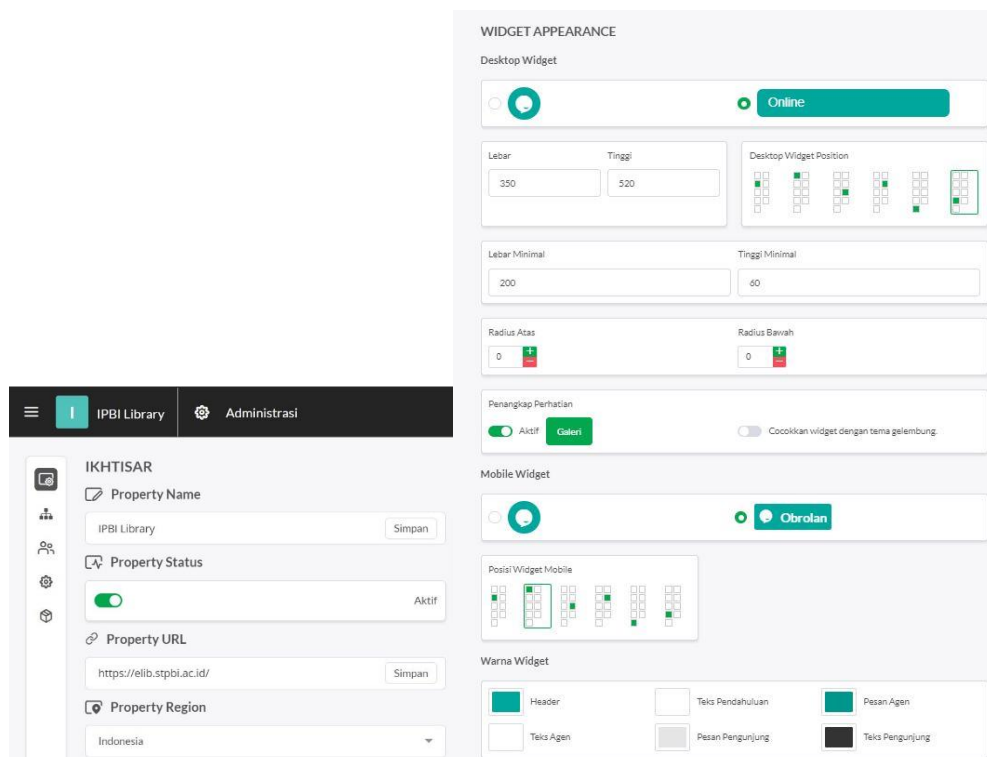 WIDGET APPEARANCE
Desktop Widget
Online
Lebar Tinggi
350 520
Desktop Widget Position
Lebar Minimal Tinggi Minimal
200 60
Radius Atas Radius Bawah
0 + − 0 + −
Penangkap Perhatian
Aktif Galeri Cocokkan widget dengan tema gelembung.
Mobile Widget
Obrolan
Posisi Widget Mobile
Warna Widget
Header Teks Pendahuluan Pesan Agen
Teks Agen Pesan Pengunjung Teks Pengunjung
I IPBI Library Administrasi
IKHTISAR
Property Name
IPBI Library Simpan
Property Status
Aktif
Property URL
https://elib.stpbi.ac.id/ Simpan
Property Region
Indonesia